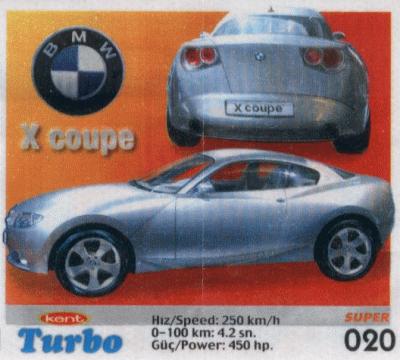 BMW
X coupe
X coupe
kent
Turbo
Hız/Speed: 250 km/h
0-100 km: 4.2 sn.
Güç/Power: 450 hp.
SUPER
020